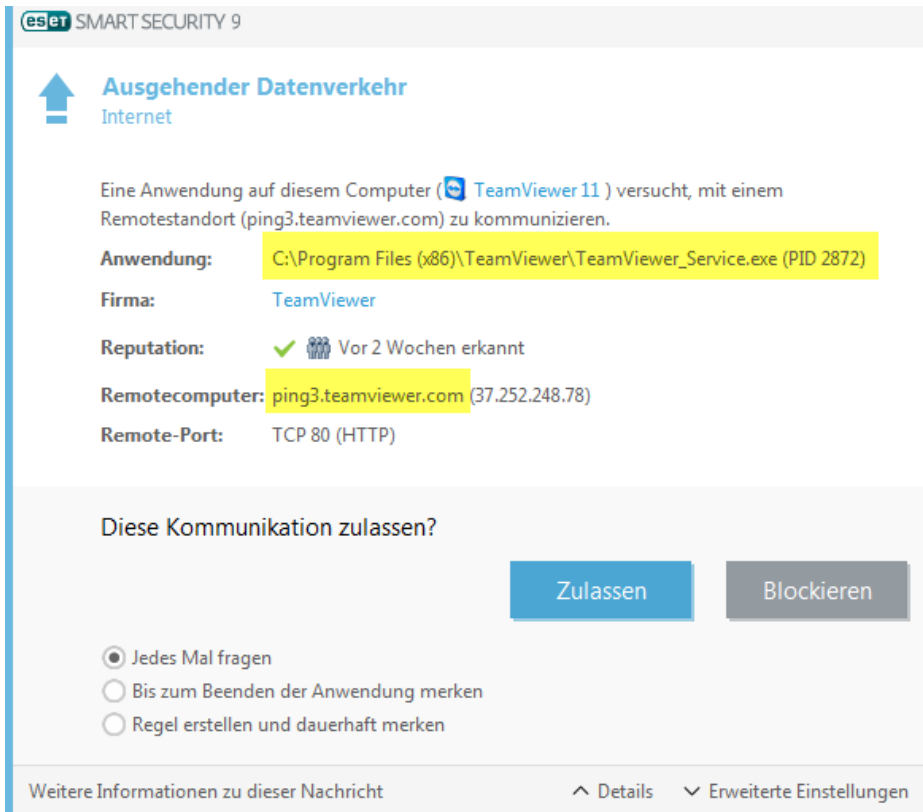 eset SMART SECURITY 9
Ausgehender Datenverkehr
Internet
Eine Anwendung auf diesem Computer ( TeamViewer 11 ) versucht, mit einem
Remotestandort (ping3.teamviewer.com) zu kommunizieren.
Anwendung: C:\Program Files (x86)\TeamViewer\TeamViewer_Service.exe (PID 2872)
Firma: TeamViewer
Reputation: Vor 2 Wochen erkannt
Remotecomputer: ping3.teamviewer.com (37.252.248.78)
Remote-Port: TCP 80 (HTTP)
Diese Kommunikation zulassen?
Zulassen Blockieren
Jedes Mal fragen
Bis zum Beenden der Anwendung merken
Regel erstellen und dauerhaft merken
Weitere Informationen zu dieser Nachricht Details Erweiterte Einstellungen